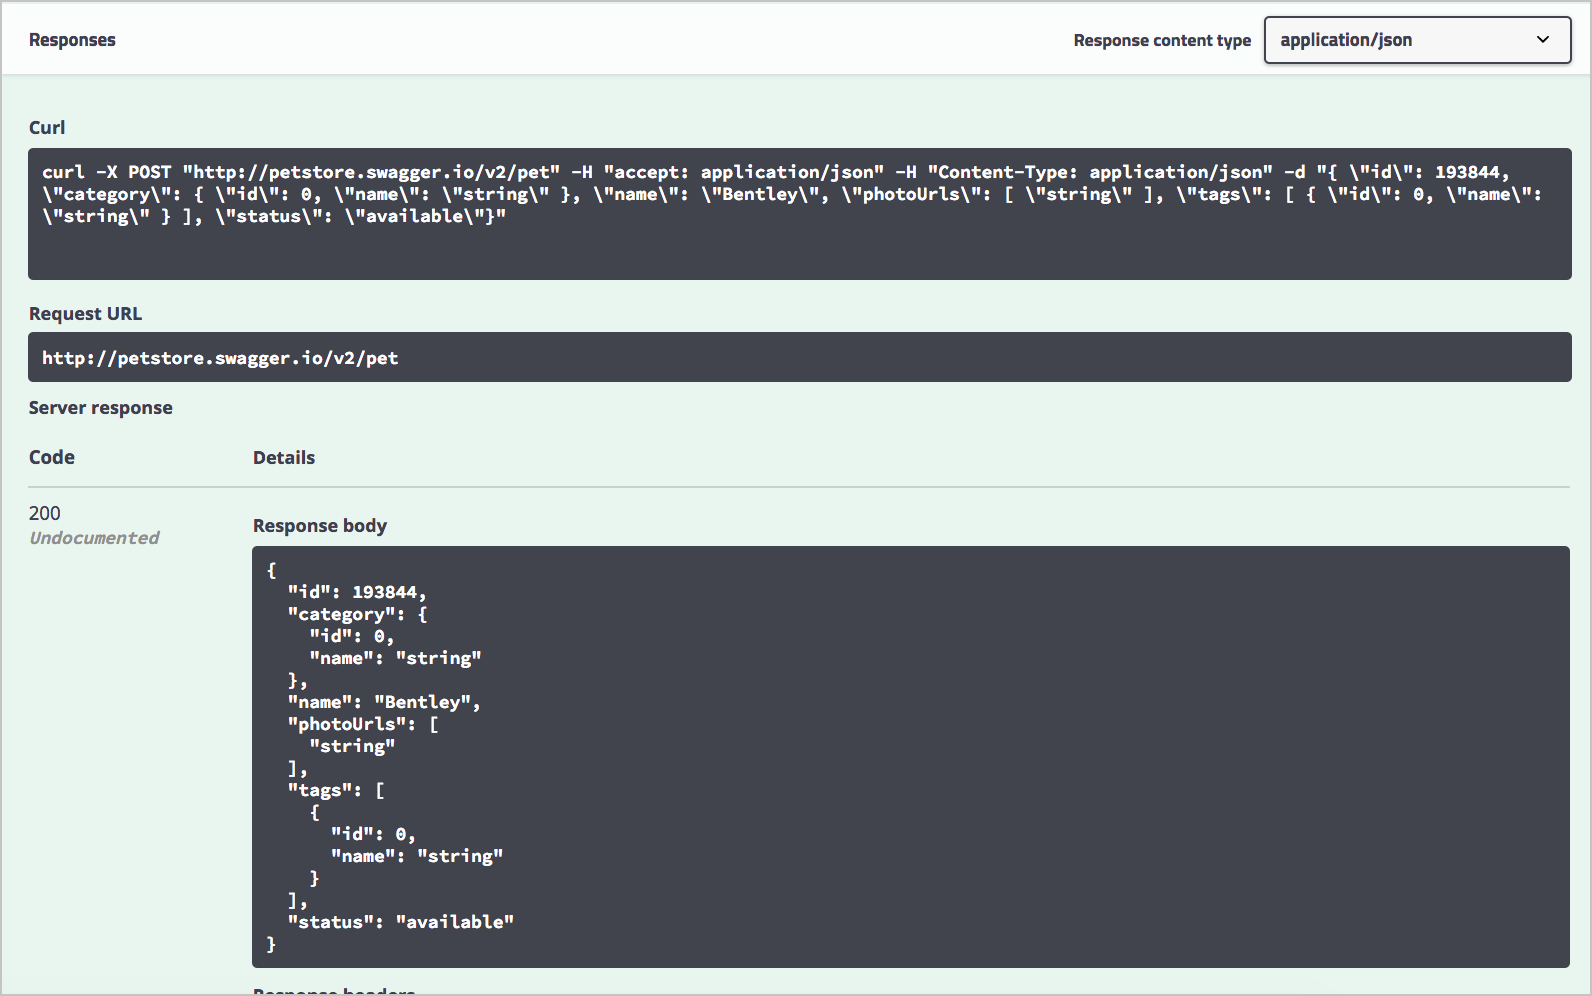 Responses
Response content type
application/json
Curl
curl -X POST "http://petstore.swagger.io/v2/pet" -H "accept: application/json" -H "Content-Type: application/json" -d "{ \"id\": 193844,
\"category\": { \"id\": 0, \"name\": \"string\" }, \"name\": \"Bentley\", \"photoUrls\": [ \"string\" ], \"tags\": [ { \"id\": 0, \"name\":
\"string\" } ], \"status\": \"available\"}"
Request URL
http://petstore.swagger.io/v2/pet
Server response
Code
Details
200
Undocumented
Response body
{
  "id": 193844,
  "category": {
    "id": 0,
    "name": "string"
  },
  "name": "Bentley",
  "photoUrls": [
    "string"
  ],
  "tags": [
    {
      "id": 0,
      "name": "string"
    }
  ],
  "status": "available"
}
Response headers